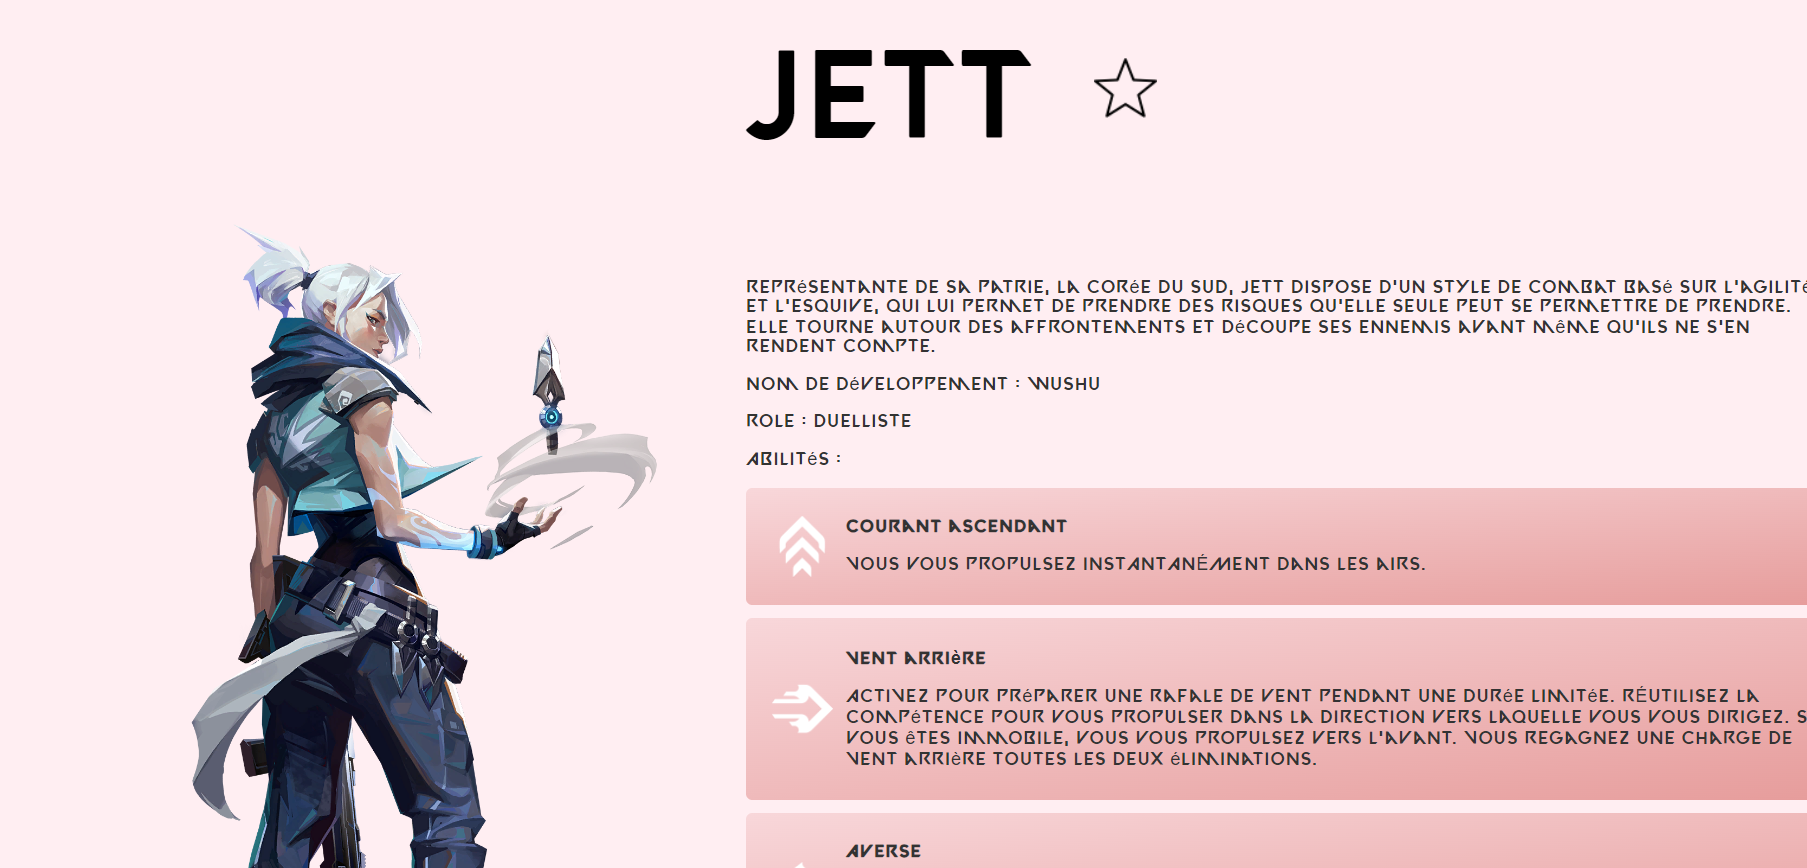 JETT
REPRéSENTANTE DE SA PATRIE, LA CORéE DU SUD, JETT DISPOSE D'UN STYLE DE COMBAT BASé SUR L'AGILITé
ET L'ESQUIVE, QUI LUI PERMET DE PRENDRE DES RISQUES QU'ELLE SEULE PEUT SE PERMETTRE DE PRENDRE.
ELLE TOURNE AUTOUR DES AFFRONTEMENTS ET DéCOUPE SES ENNEMIS AVANT MêME QU'ILS NE S'EN
RENDENT COMPTE.
NOM DE DéVELOPPEMENT : WUSHU
ROLE : DUELLISTE
ABILITéS :
COURANT ASCENDANT
VOUS VOUS PROPULSEZ INSTANTANÉMENT DANS LES AIRS.
VENT ARRIèRE
ACTIVEZ POUR PRéPARER UNE RAFALE DE VENT PENDANT UNE DURéE LIMITéE. RÉUTILISEZ LA
COMPéTENCE POUR VOUS PROPULSER DANS LA DIRECTION VERS LAQUELLE VOUS VOUS DIRIGEZ. S
VOUS êTES IMMOBILE, VOUS VOUS PROPULSEZ VERS L'AVANT. VOUS REGAGNEZ UNE CHARGE DE
VENT ARRIèRE TOUTES LES DEUX éLIMINATIONS.
AVERSE